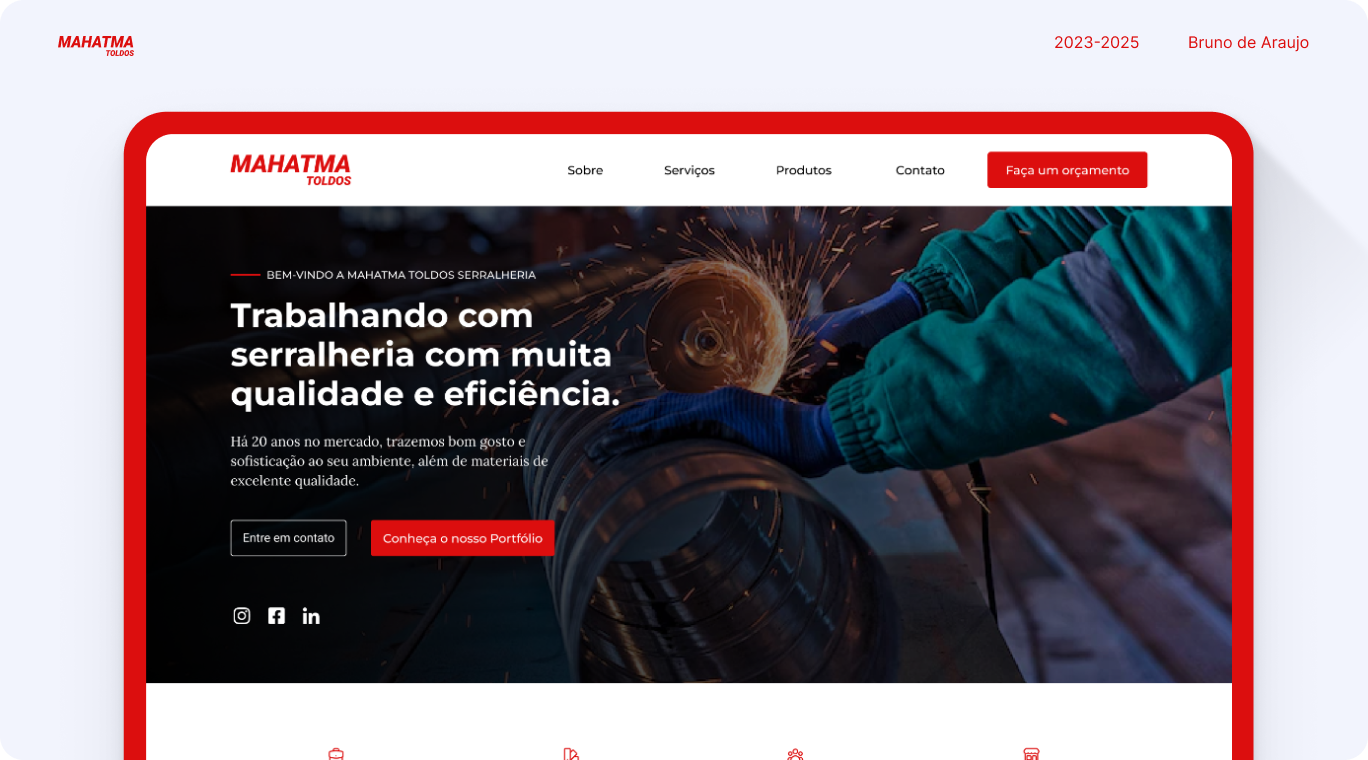 MAHATMA
TOLDOS
2023-2025
Bruno de Araujo
MAHATMA
TOLDOS
Sobre
Serviços
Produtos
Contato
Faça um orçamento
BEM-VINDO A MAHATMA TOLDOS SERRALHERIA
Trabalhando com
serralheria com muita
qualidade e eficiência.
Há 20 anos no mercado, trazemos bom gosto e
sofisticação ao seu ambiente, além de materiais de
excelente qualidade.
Entre em contato
Conheça o nosso Portfólio